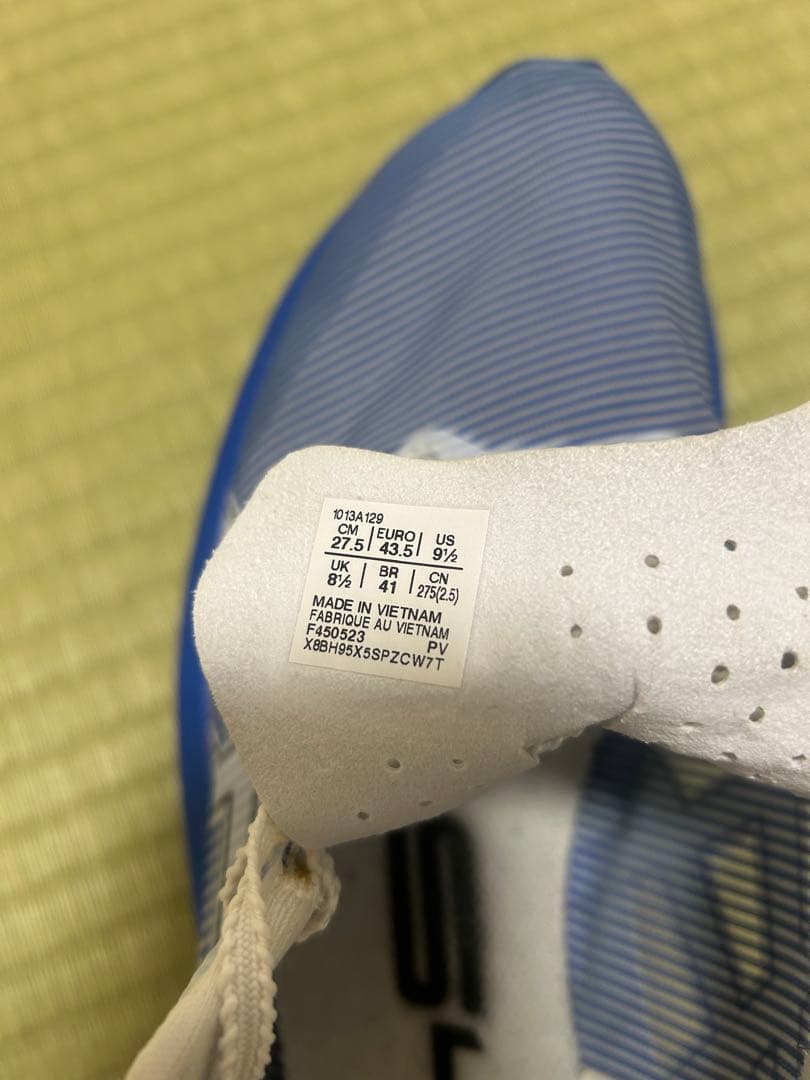 1013A129
CM EURO US
27.5 43.5 9½
UK BR CN
8½ 41 275(2.5)
MADE IN VIETNAM
FABRIQUE AU VIETNAM
F450523 PV
X8BH95X5SPZCW7T